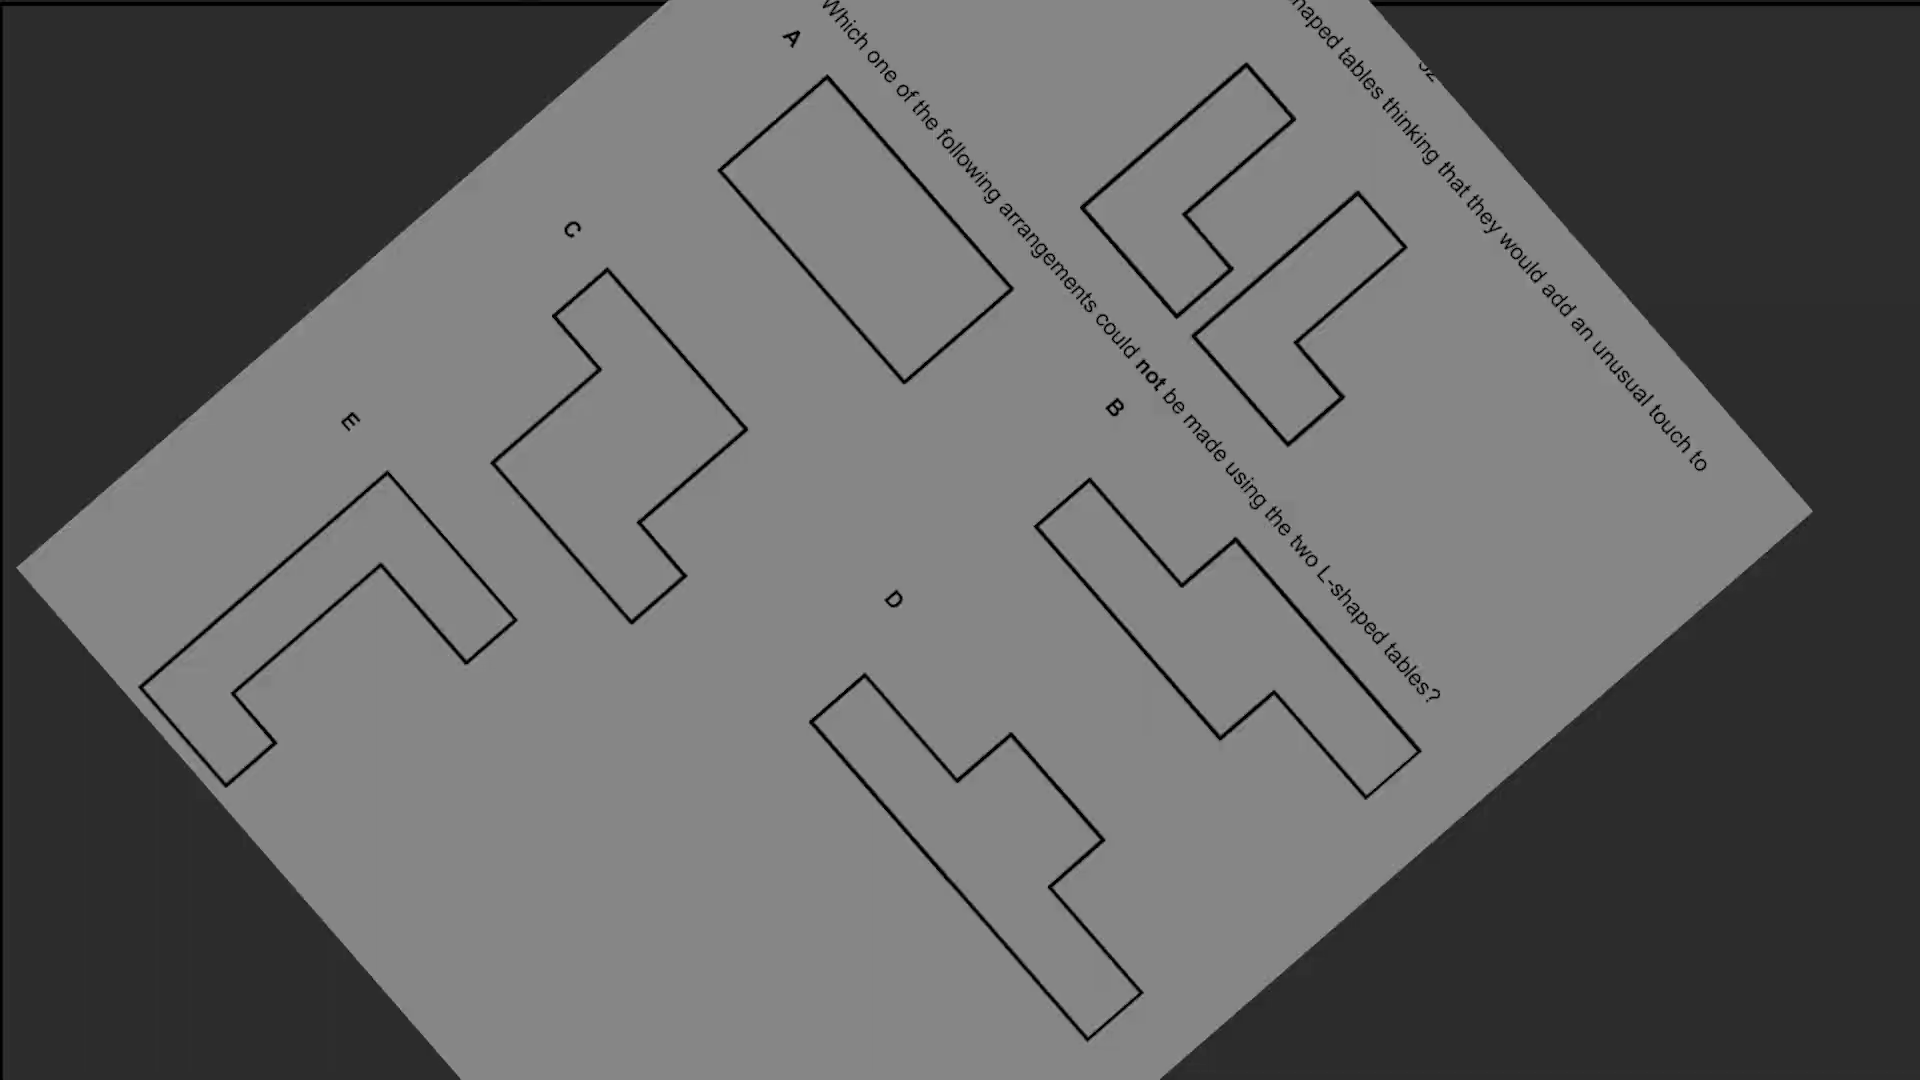 haped tables thinking that they would add an unusual touch to
Which one of the following arrangements could not be made using the two L-shaped tables?
A
B
C
D
E